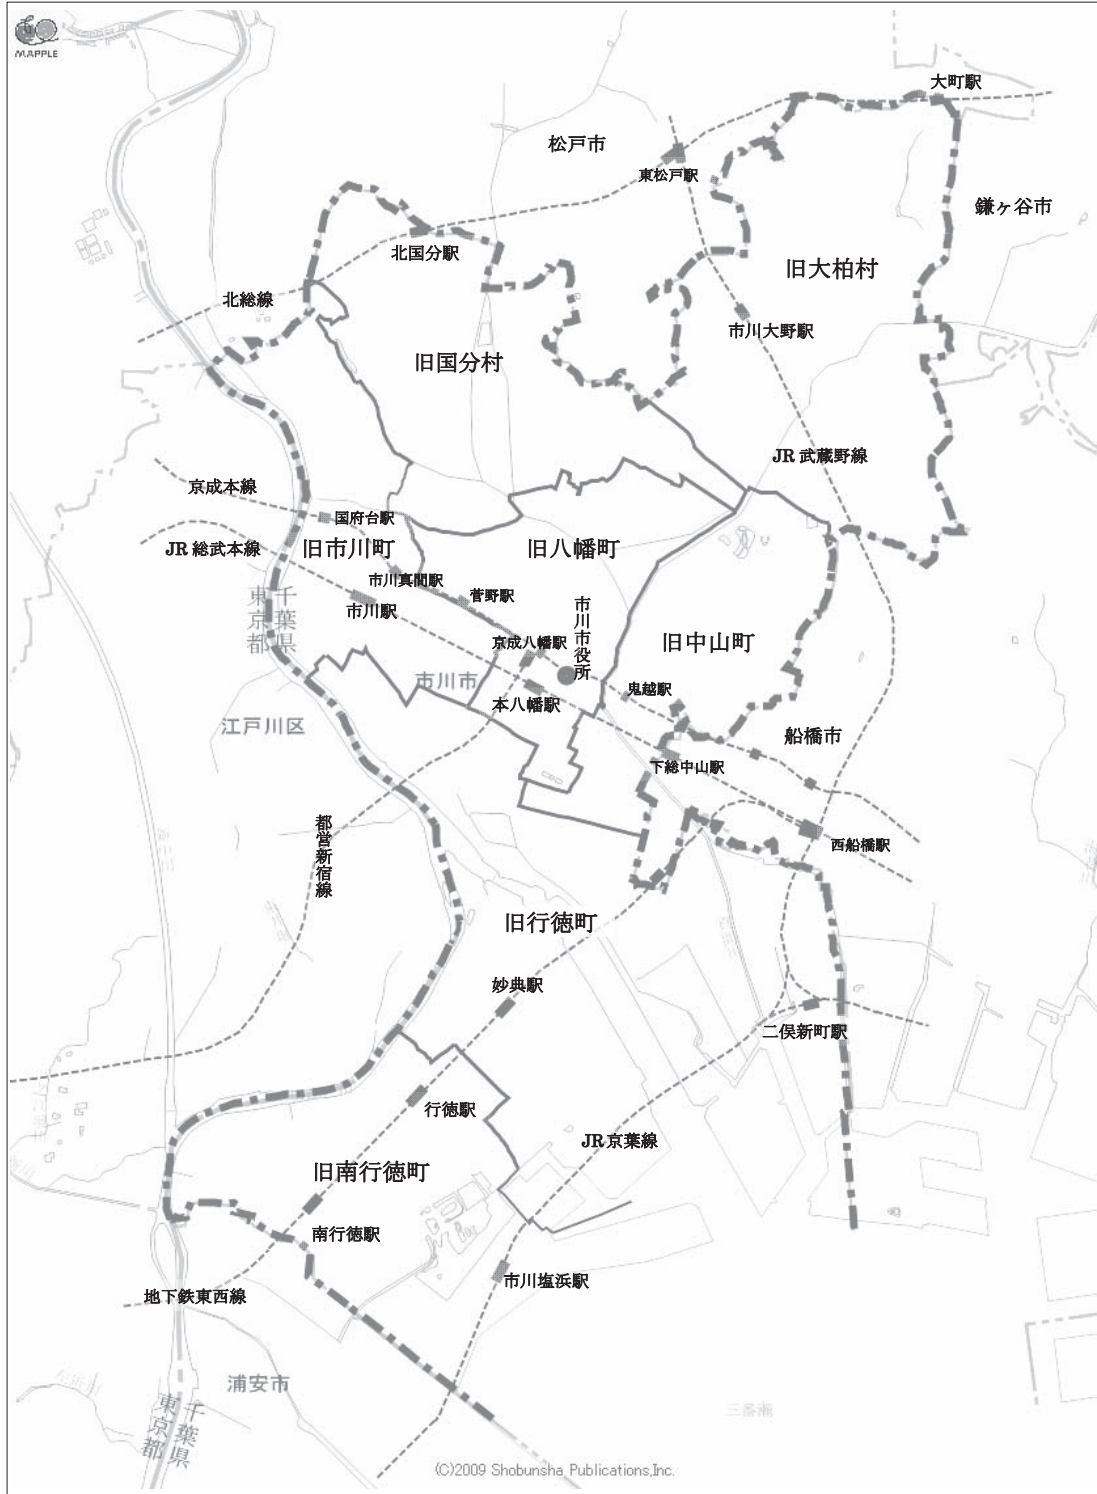 MAPPLE
大町駅
松戸市
東松戸駅
鎌ヶ谷市
北国分駅
旧大柏村
北総線
市川大野駅
旧国分村
JR 武蔵野線
京成本線
国府台駅
JR 総武本線
旧市川町
旧八幡町
市川真間駅
菅野駅
市川駅
千葉県
東京都
市川市役所
京成八幡駅
旧中山町
市川市
鬼越駅
本八幡駅
江戸川区
船橋市
下総中山駅
都営新宿線
西船橋駅
旧行徳町
妙典駅
二俣新町駅
行徳駅
JR 京葉線
旧南行徳町
南行徳駅
市川塩浜駅
地下鉄東西線
浦安市
千葉県
東京都
三番瀬
(C)2009 Shobunsha Publications,Inc.